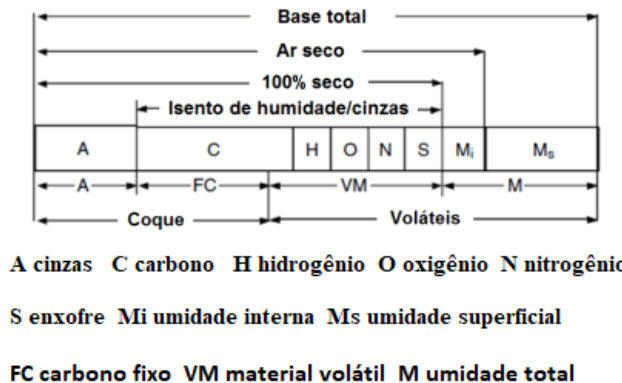 Base total
Ar seco
100% seco
Isento de humidade/cinzas
A C H O N S Mi Ms
A FC VM M
Coque Voláteis
A cinzas C carbono H hidrogênio O oxigênio N nitrogênio
S enxofre Mi umidade interna Ms umidade superficial
FC carbono fixo VM material volátil M umidade total